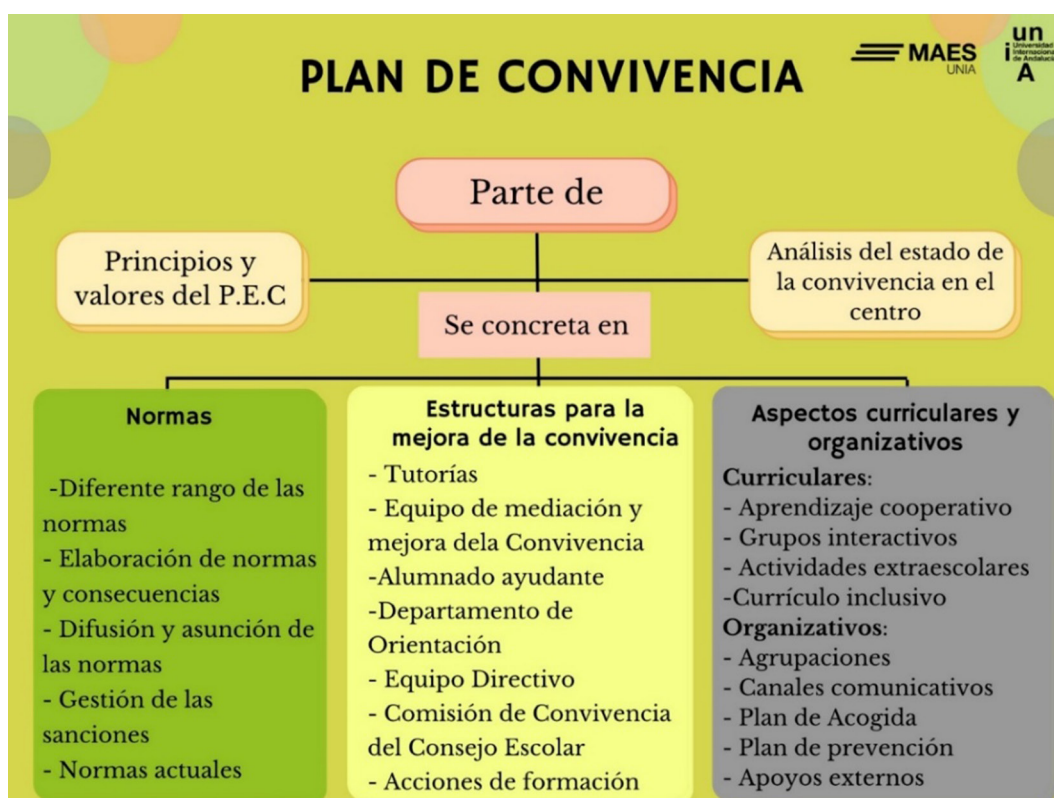 PLAN DE CONVIVENCIA
MAES
UNIA
un
i
A
Universidad
Internacional
de Andalucía
Parte de
Principios y
valores del P.E.C
Análisis del estado de
la convivencia en el
centro
Se concreta en
Normas
-Diferente rango de las
normas
- Elaboración de normas
y consecuencias
- Difusión y asunción de
las normas
- Gestión de las
sanciones
- Normas actuales
Estructuras para la
mejora de la convivencia
- Tutorías
- Equipo de mediación y
mejora dela Convivencia
-Alumnado ayudante
-Departamento de
Orientación
- Equipo Directivo
- Comisión de Convivencia
del Consejo Escolar
- Acciones de formación
Aspectos curriculares y
organizativos
Curriculares:
- Aprendizaje cooperativo
- Grupos interactivos
- Actividades extraescolares
-Currículo inclusivo
Organizativos:
- Agrupaciones
- Canales comunicativos
- Plan de Acogida
- Plan de prevención
- Apoyos externos